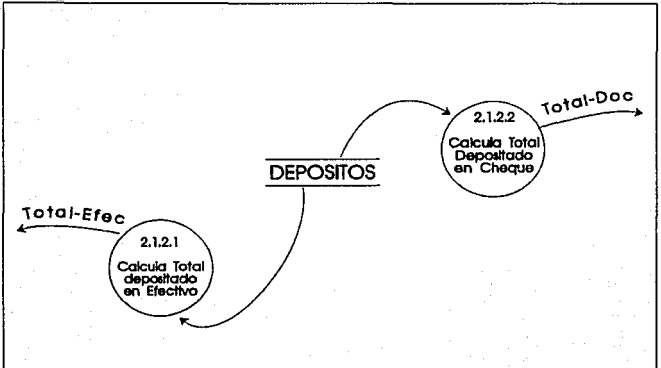 Total-Doc
2.1.2.2
Calcula Total
Depositado
en Cheque
DEPOSITOS
Total-Efec
2.1.2.1
Calcula Total
depositado
en Efectivo